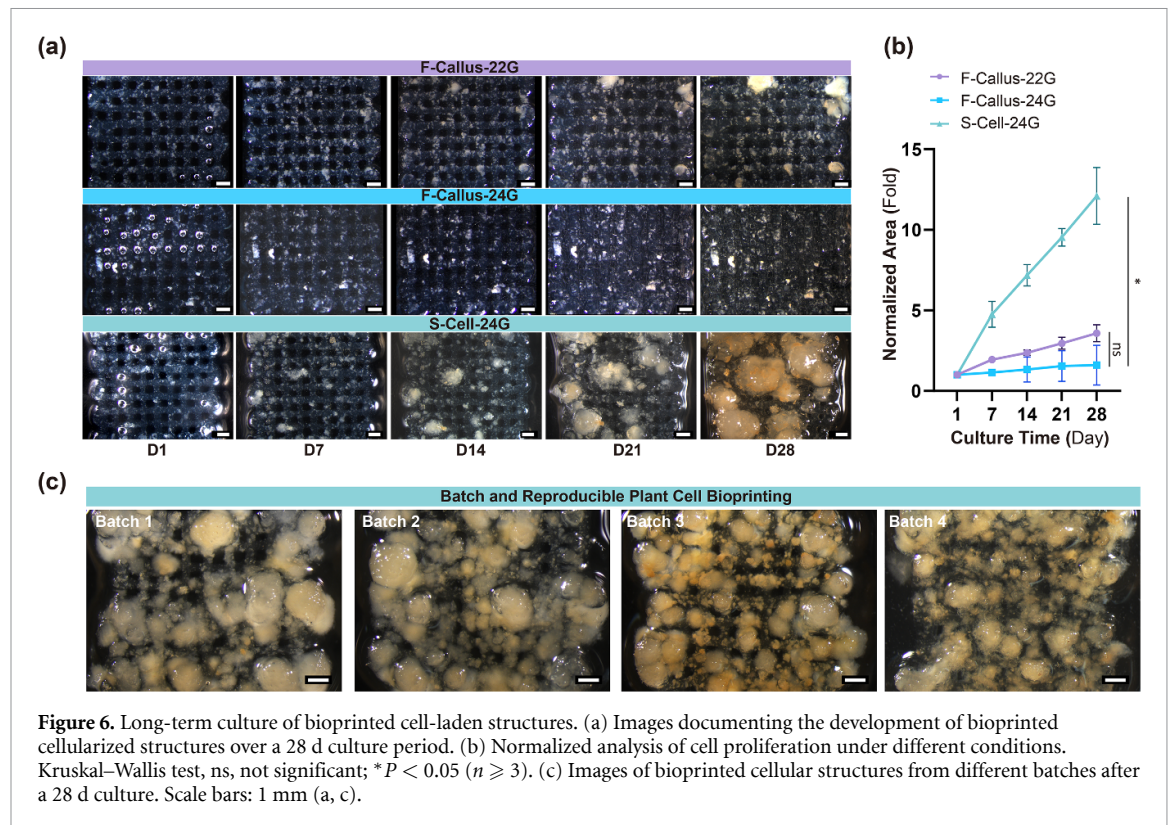 (a)
F-Callus-22G
F-Callus-24G
S-Cell-24G
D1 D7 D14 D21 D28
(b)
F-Callus-22G
F-Callus-24G
S-Cell-24G
15
10
5
0
Normalized Area (Fold)
ns
*
1 7 14 21 28
Culture Time (Day)
(c)
Batch and Reproducible Plant Cell Bioprinting
Batch 1 Batch 2 Batch 3 Batch 4
Figure 6. Long-term culture of bioprinted cell-laden structures. (a) Images documenting the development of bioprinted
cellularized structures over a 28 d culture period. (b) Normalized analysis of cell proliferation under different conditions.
Kruskal–Wallis test, ns, not significant; *P < 0.05 (n ⩾ 3). (c) Images of bioprinted cellular structures from different batches after
a 28 d culture. Scale bars: 1 mm (a, c).